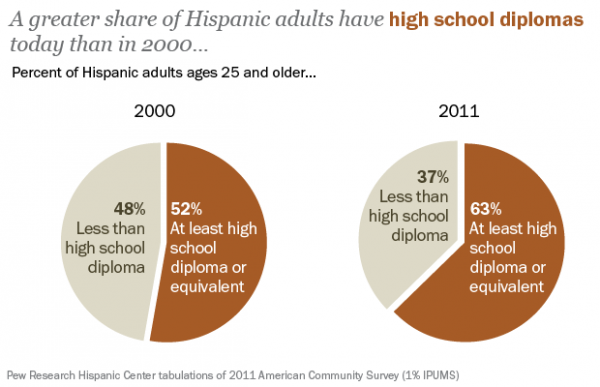 A greater share of Hispanic adults have high school diplomas
today than in 2000...
Percent of Hispanic adults ages 25 and older...
2000
48%
Less than
high school
diploma
52%
At least high
school
diploma or
equivalent
2011
37%
Less than
high school
diploma
63%
At least high
school
diploma or
equivalent
Pew Research Hispanic Center tabulations of 2011 American Community Survey (1% IPUMS)